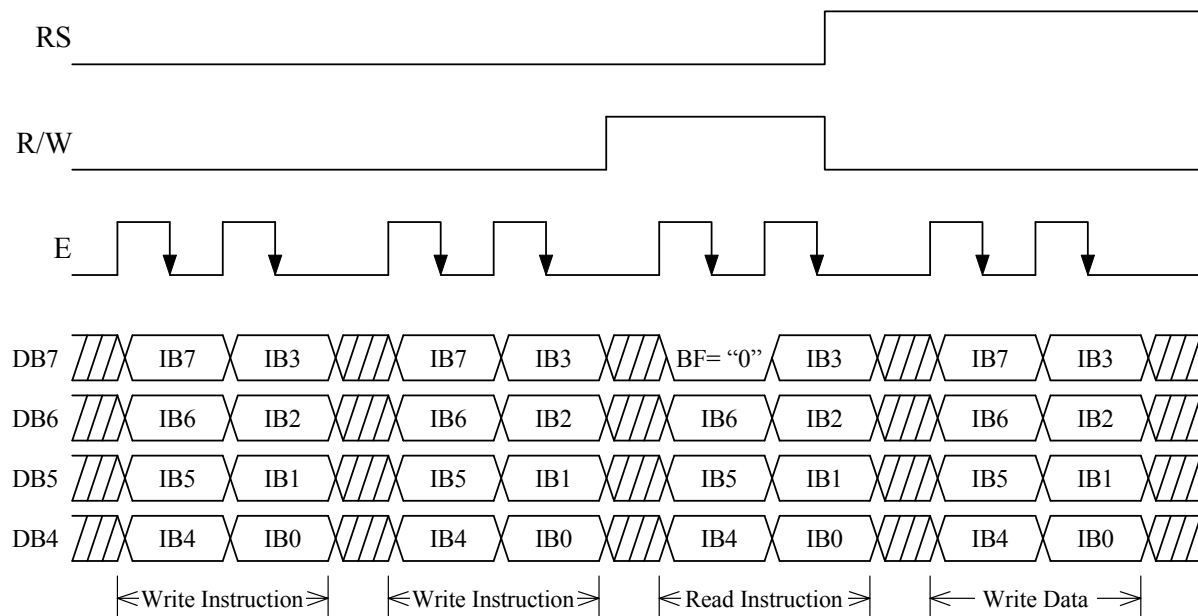 RS
R/W
E
DB7 IB7 IB3 IB7 IB3 BF= “0” IB3 IB7 IB3
DB6 IB6 IB2 IB6 IB2 IB6 IB2 IB6 IB2
DB5 IB5 IB1 IB5 IB1 IB5 IB1 IB5 IB1
DB4 IB4 IB0 IB4 IB0 IB4 IB0 IB4 IB0
Write Instruction Write Instruction Read Instruction Write Data